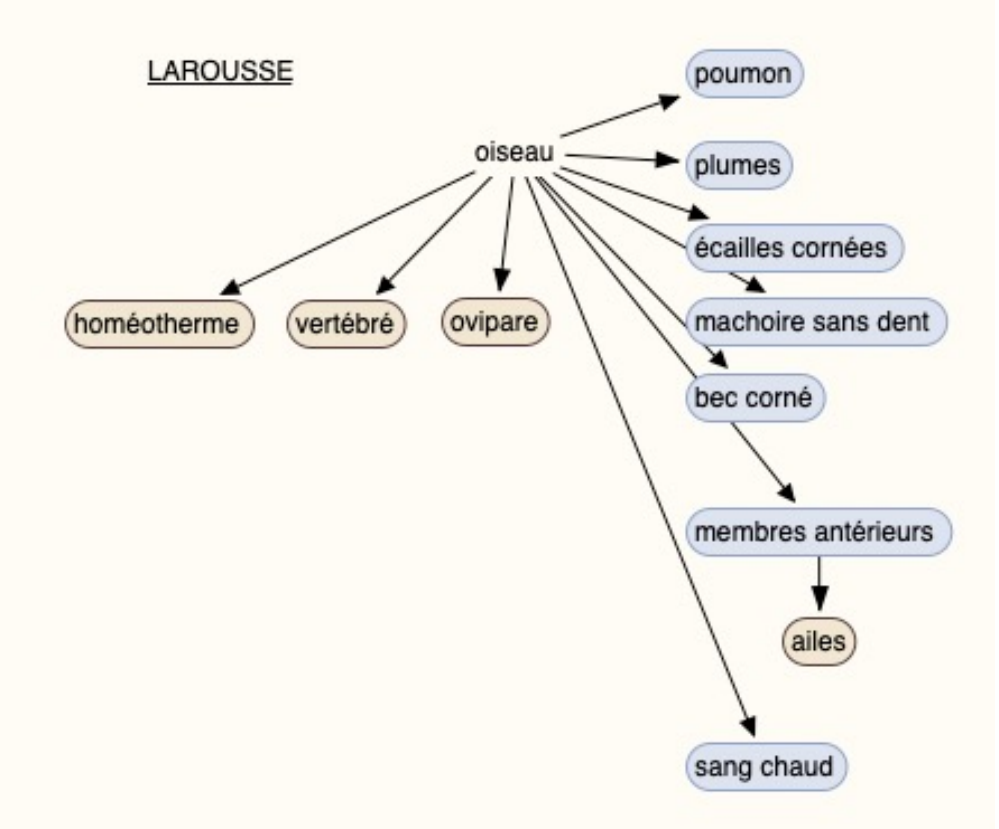 LAROUSSE
poumon
oiseau
plumes
écailles cornées
homéotherme
vertébré
ovipare
machoire sans dent
bec corné
membres antérieurs
ailes
sang chaud